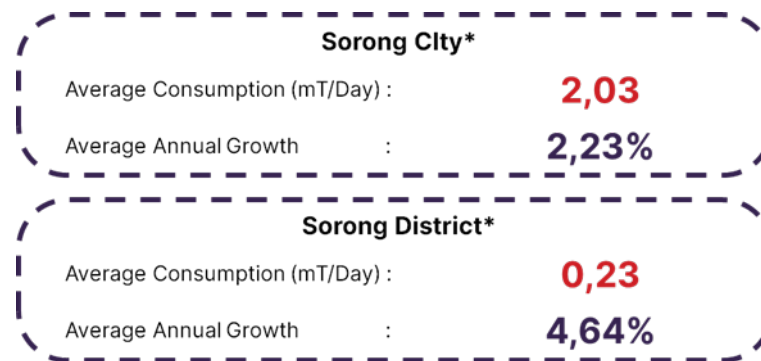 Sorong CIty*
Average Consumption (mT/Day) : 2,03
Average Annual Growth : 2,23%
Sorong District*
Average Consumption (mT/Day) : 0,23
Average Annual Growth : 4,64%